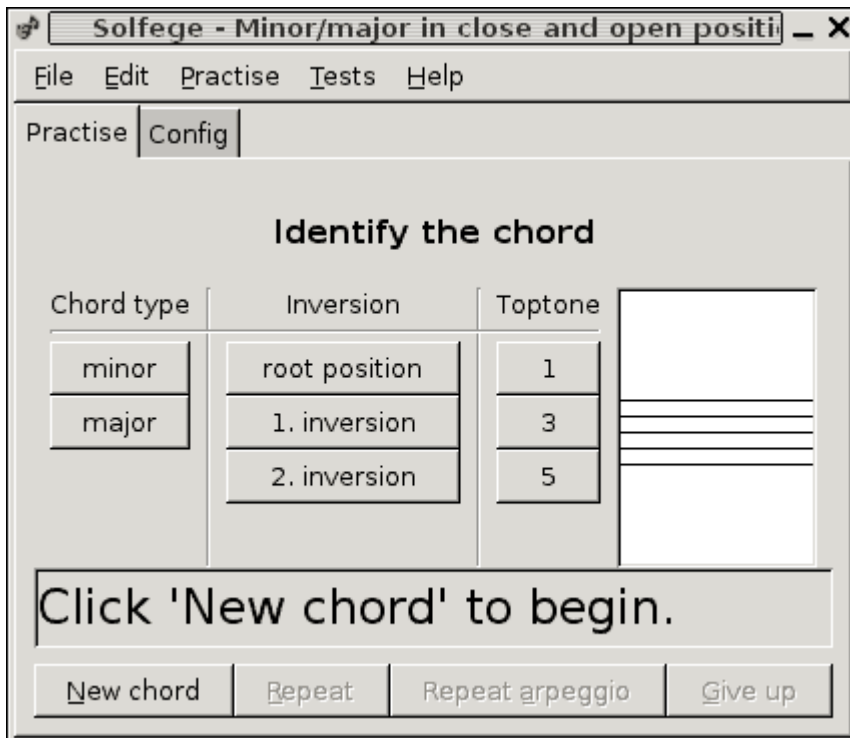 Solfege - Minor/major in close and open positi
File Edit Practise Tests Help
Practise Config
Identify the chord
Chord type Inversion Toptone
minor root position 1
major 1. inversion 3
2. inversion 5
Click 'New chord' to begin.
New chord Repeat Repeat arpeggio Give up